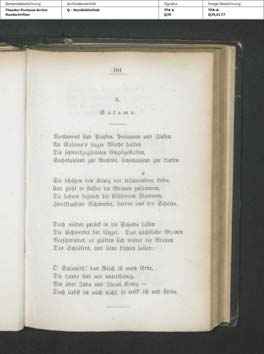 Bestandsbezeichnung
Archivalieneinheit
Signatur
Image-Bezeichnung
Theodor-Fontane-Archiv
Handschriften
Q - Handbibliothek
TFA A
Q39
TFA-A-
Q39_0177
181
Salomo.
Verstummt sind Pauken, Posaunen und Zinken.
An Salomo's Lager Wache halten
Die schwertgegürteten Engelgestalten,
Sechstausend zur Rechten, sechstausend zur Linken.
Sie schützen den König vor träumendem Leide,
Und zieht er finster die Brauen zusammen,
Da fahren sogleich die stählernen Flammen,
Zwölftausend Schwerter, hervor aus der Scheide.
Doch wieder zurück in die Scheide fallen
Die Schwerter der Engel. Das nächtliche Grauen
Verschwindet, es glätten sich wieder die Brauen
Des Schläfers, und seine Lippen lallen:
O Sulamith! das Reich ist mein Erbe,
Die Lande sind mir unterthänig,
Bin über Juda und Israel König —
Doch liebst du mich nicht, so welk' ich und sterbe.